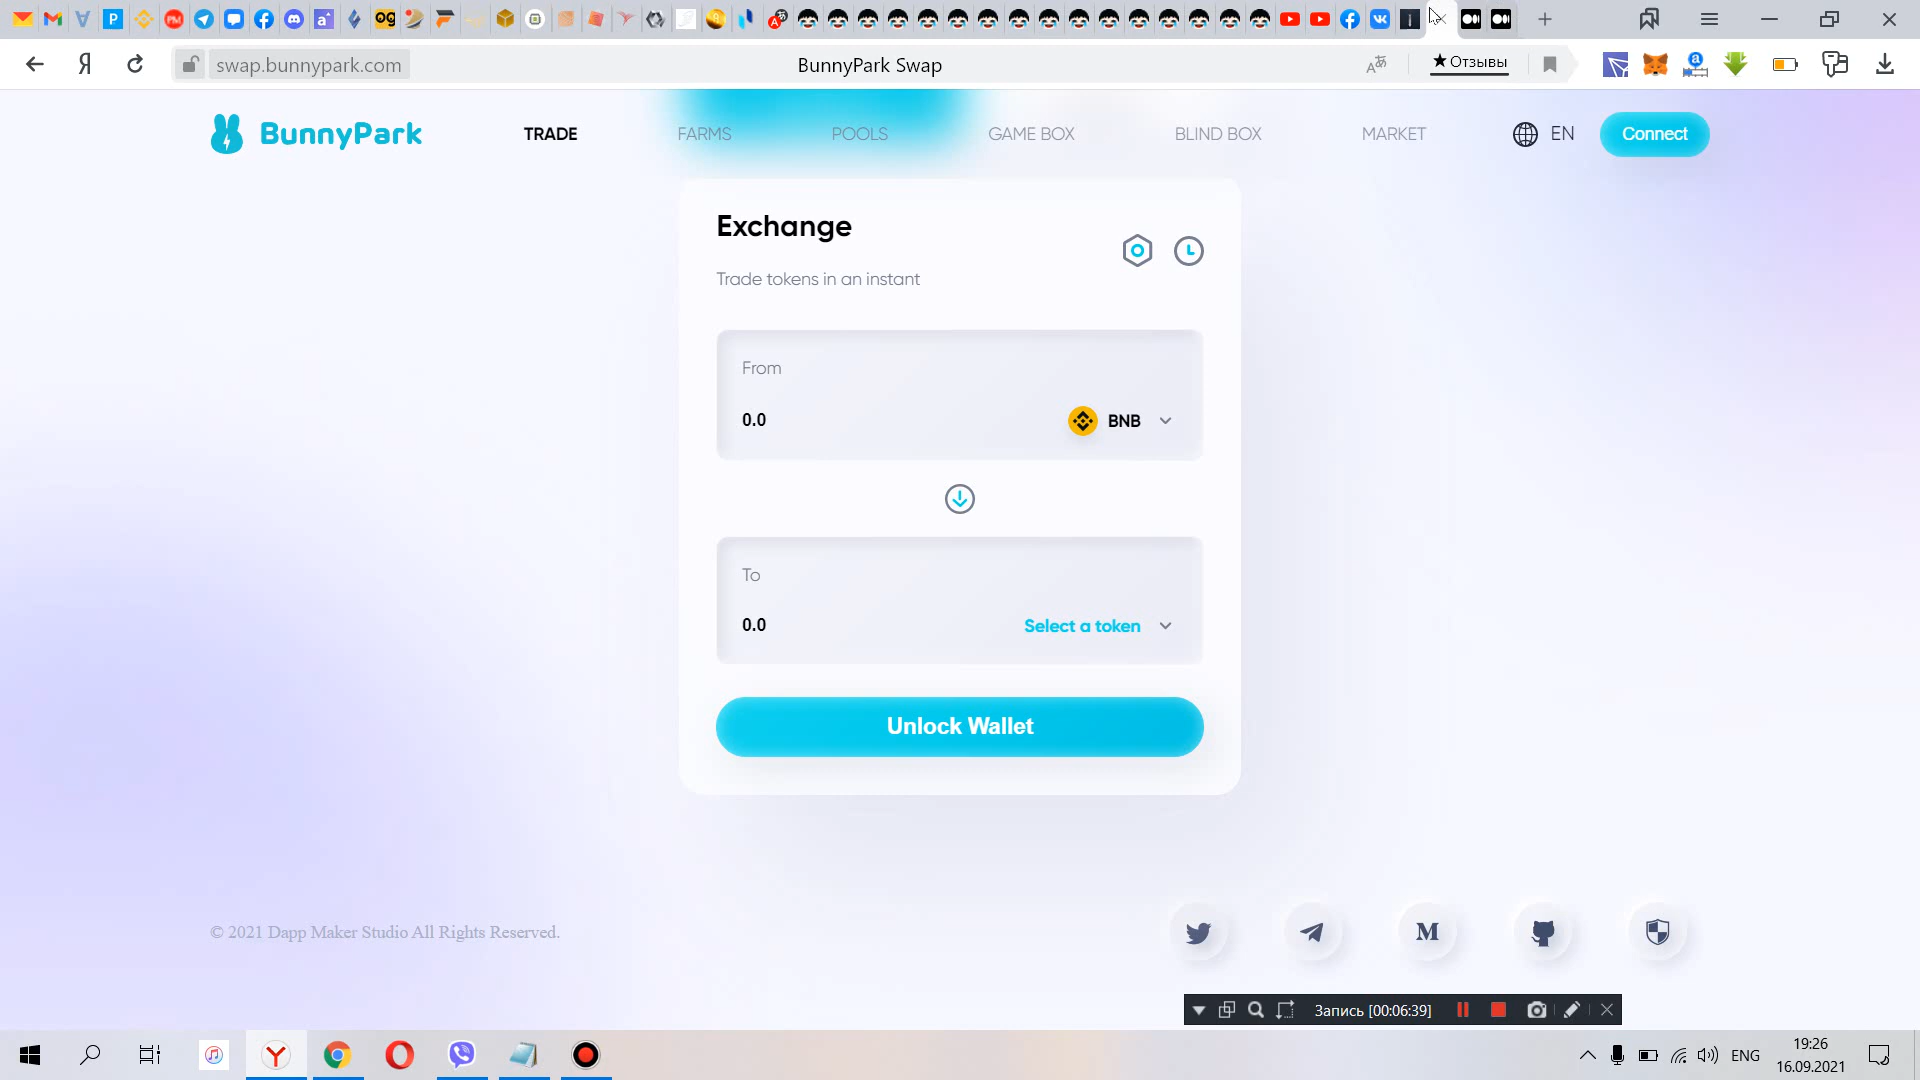 swap.bunnypark.com
BunnyPark Swap
★Отзывы
BunnyPark
TRADE
FARMS
POOLS
GAME BOX
BLIND BOX
MARKET
EN
Connect
Exchange
Trade tokens in an instant
From
0.0
BNB
To
0.0
Select a token
Unlock Wallet
© 2021 Dapp Maker Studio All Rights Reserved.
Запись [00:06:39]
ENG
19:26
16.09.2021